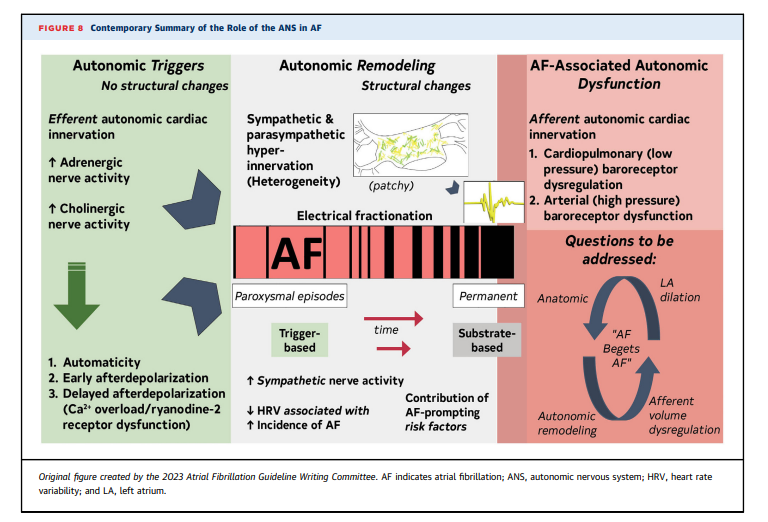 FIGURE 8 Contemporary Summary of the Role of the ANS in AF
Autonomic Triggers
No structural changes
Efferent autonomic cardiac
innervation
↑ Adrenergic
nerve activity
↑ Cholinergic
nerve activity
1. Automaticity
2. Early afterdepolarization
3. Delayed afterdepolarization
(Ca²⁺ overload/ryanodine-2
receptor dysfunction)
Autonomic Remodeling
Structural changes
Sympathetic &
parasympathetic
hyper-
innervation
(Heterogeneity)
(patchy)
Electrical fractionation
AF
Paroxysmal episodes
Permanent
time
Trigger-
based
Substrate-
based
↑ Sympathetic nerve activity
↓ HRV associated with
↑ Incidence of AF
Contribution of
AF-prompting
risk factors
AF-Associated Autonomic
Dysfunction
Afferent autonomic cardiac
innervation
1. Cardiopulmonary (low
pressure) baroreceptor
dysregulation
2. Arterial (high pressure)
baroreceptor dysfunction
Questions to be
addressed:
Anatomic
LA
dilation
"AF
Begets
AF"
Autonomic
remodeling
Afferent
volume
dysregulation
Original figure created by the 2023 Atrial Fibrillation Guideline Writing Committee. AF indicates atrial fibrillation; ANS, autonomic nervous system; HRV, heart rate
variability; and LA, left atrium.